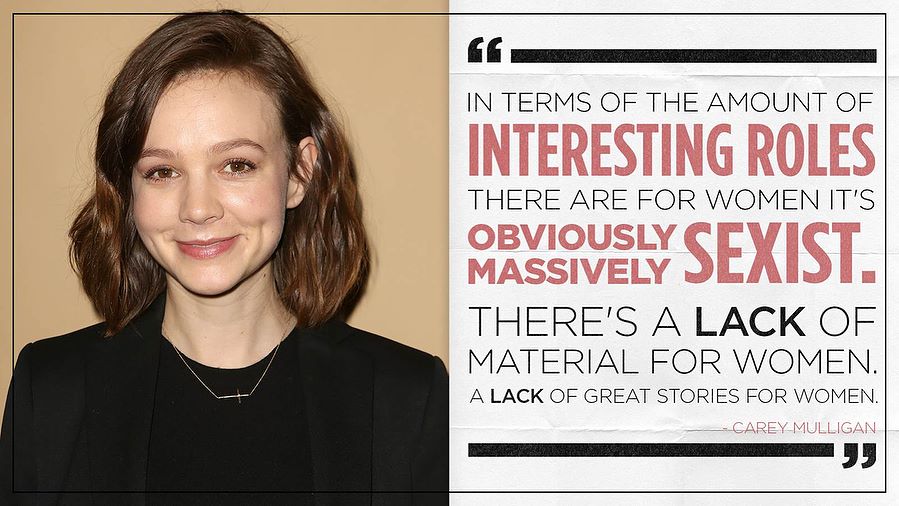 “
IN TERMS OF THE AMOUNT OF
INTERESTING ROLES
THERE ARE FOR WOMEN IT'S
OBVIOUSLY
MASSIVELY SEXIST.
THERE'S A LACK OF
MATERIAL FOR WOMEN.
A LACK OF GREAT STORIES FOR WOMEN.
- CAREY MULLIGAN
”